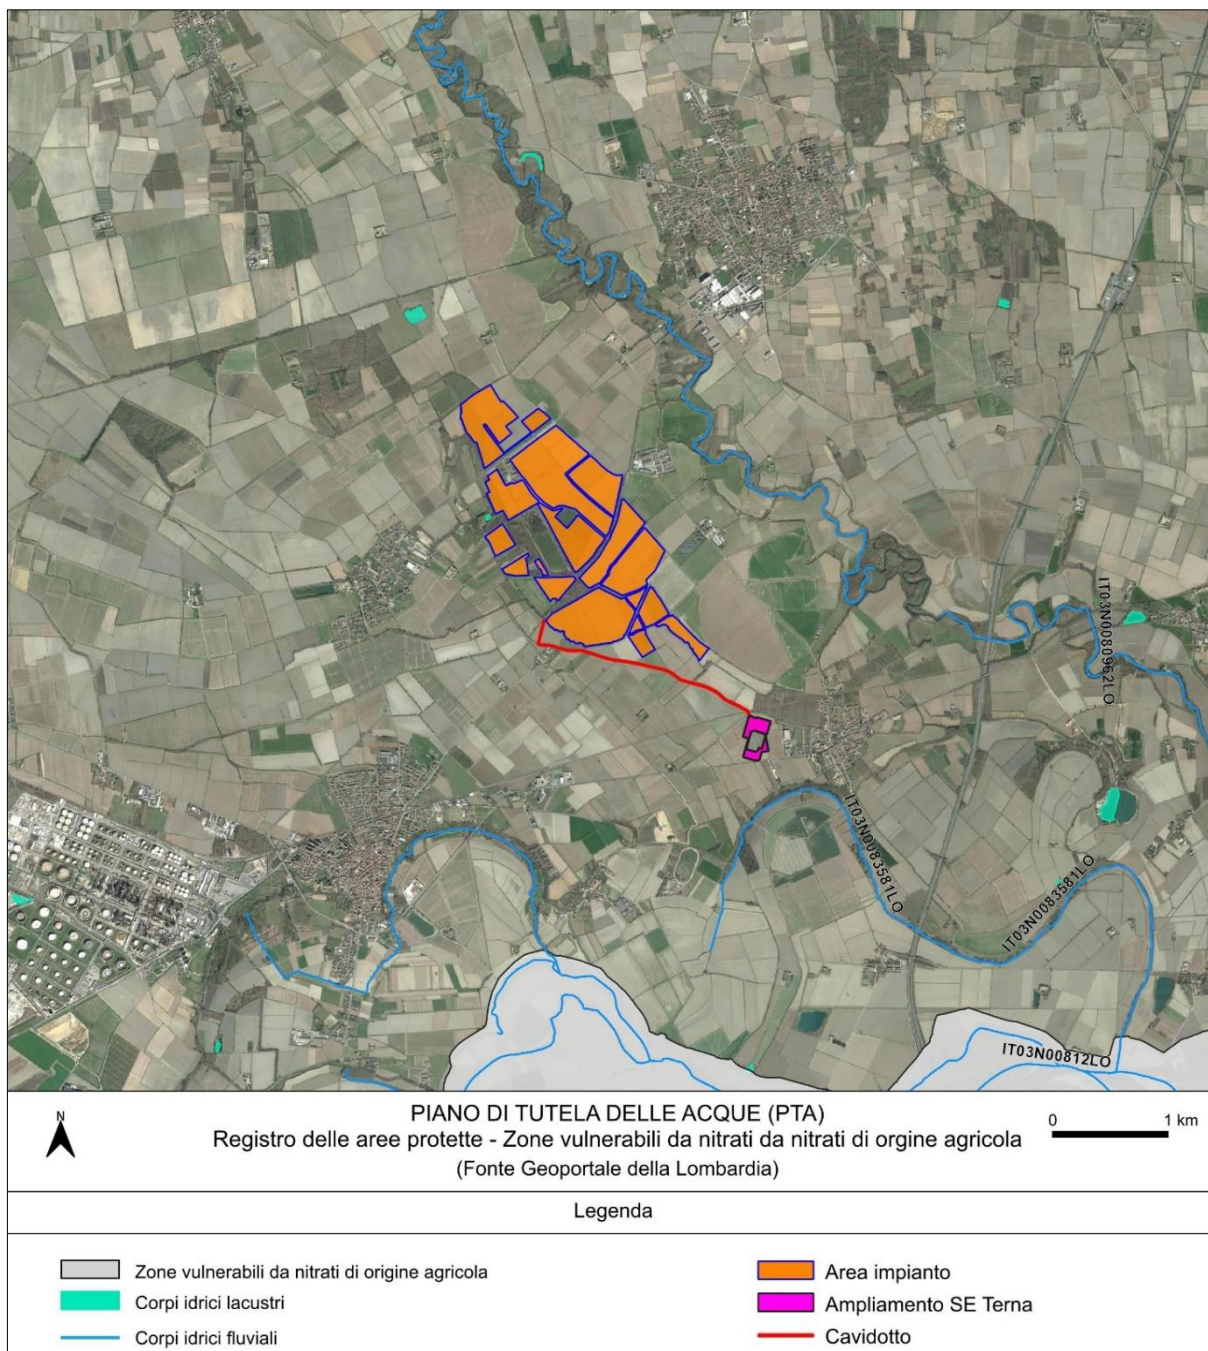 IT03N0080962LO
IT03N0083581LO
IT03N0083581LO
IT03N00812LO
N
PIANO DI TUTELA DELLE ACQUE (PTA)
Registro delle aree protette - Zone vulnerabili da nitrati da nitrati di orgine agricola
(Fonte Geoportale della Lombardia)
0 1 km
Legenda
Zone vulnerabili da nitrati di origine agricola
Corpi idrici lacustri
Corpi idrici fluviali
Area impianto
Ampliamento SE Terna
Cavidotto